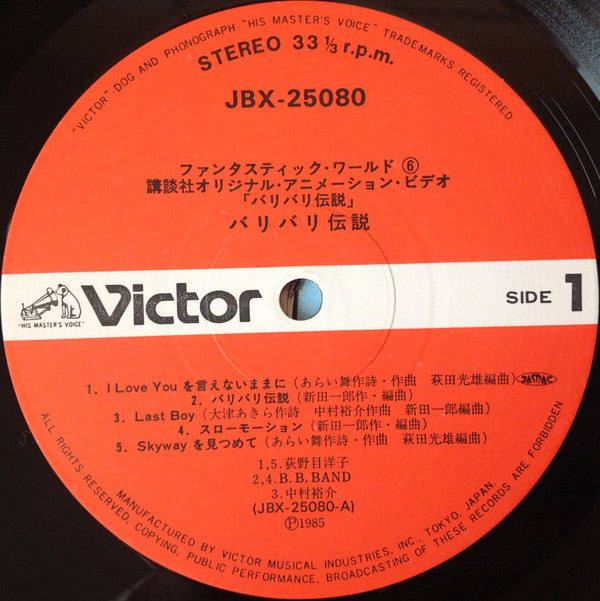 "VICTOR"·DOG AND PHONOGRAPH·"HIS MASTER'S VOICE" TRADEMARKS REGISTERED
STEREO 33 1/3 r.p.m.
JBX-25080
ファンタスティック・ワールド ⑥
講談社オリジナル・アニメーション・ビデオ
「バリバリ伝説」
バリバリ伝説
"HIS MASTER'S VOICE"
Victor
SIDE 1
1. I Love You を言えないままに(あらい舞作詩・作曲 萩田光雄編曲) JASRAC
2. バリバリ伝説(新田一郎作・編曲)
3. Last Boy(大津あきら作詩 中村裕介作曲 新田一郎編曲)
4. スローモーション(新田一郎作・編曲)
5. Skyway を見つめて(あらい舞作詩・作曲 萩田光雄編曲)
1,5. 荻野目洋子
2,4. B.B.BAND
3. 中村裕介
(JBX-25080-A)
Ⓟ1985
MANUFACTURED BY VICTOR MUSICAL INDUSTRIES, INC., TOKYO, JAPAN.
ALL RIGHTS RESERVED, COPYING, PUBLIC PERFORMANCE, BROADCASTING OF THESE RECORDS ARE FORBIDDEN